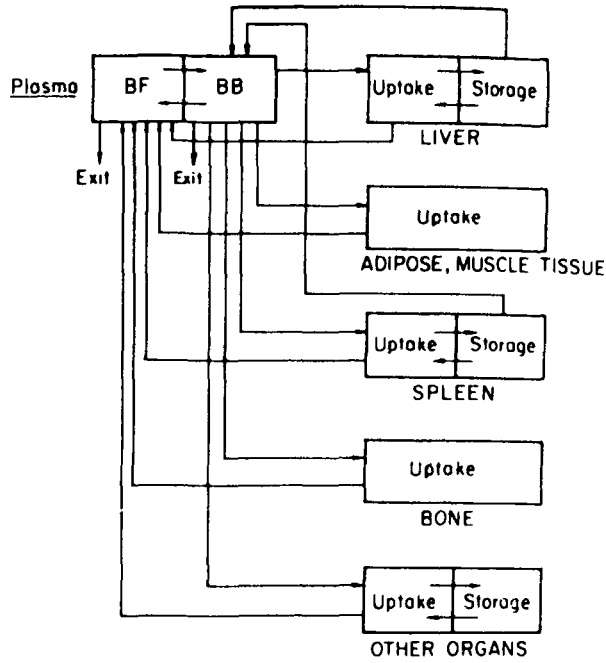 Plasma
BF
BB
Exit
Exit
Uptake
Storage
LIVER
Uptake
ADIPOSE, MUSCLE TISSUE
Uptake
Storage
SPLEEN
Uptake
BONE
Uptake
Storage
OTHER ORGANS